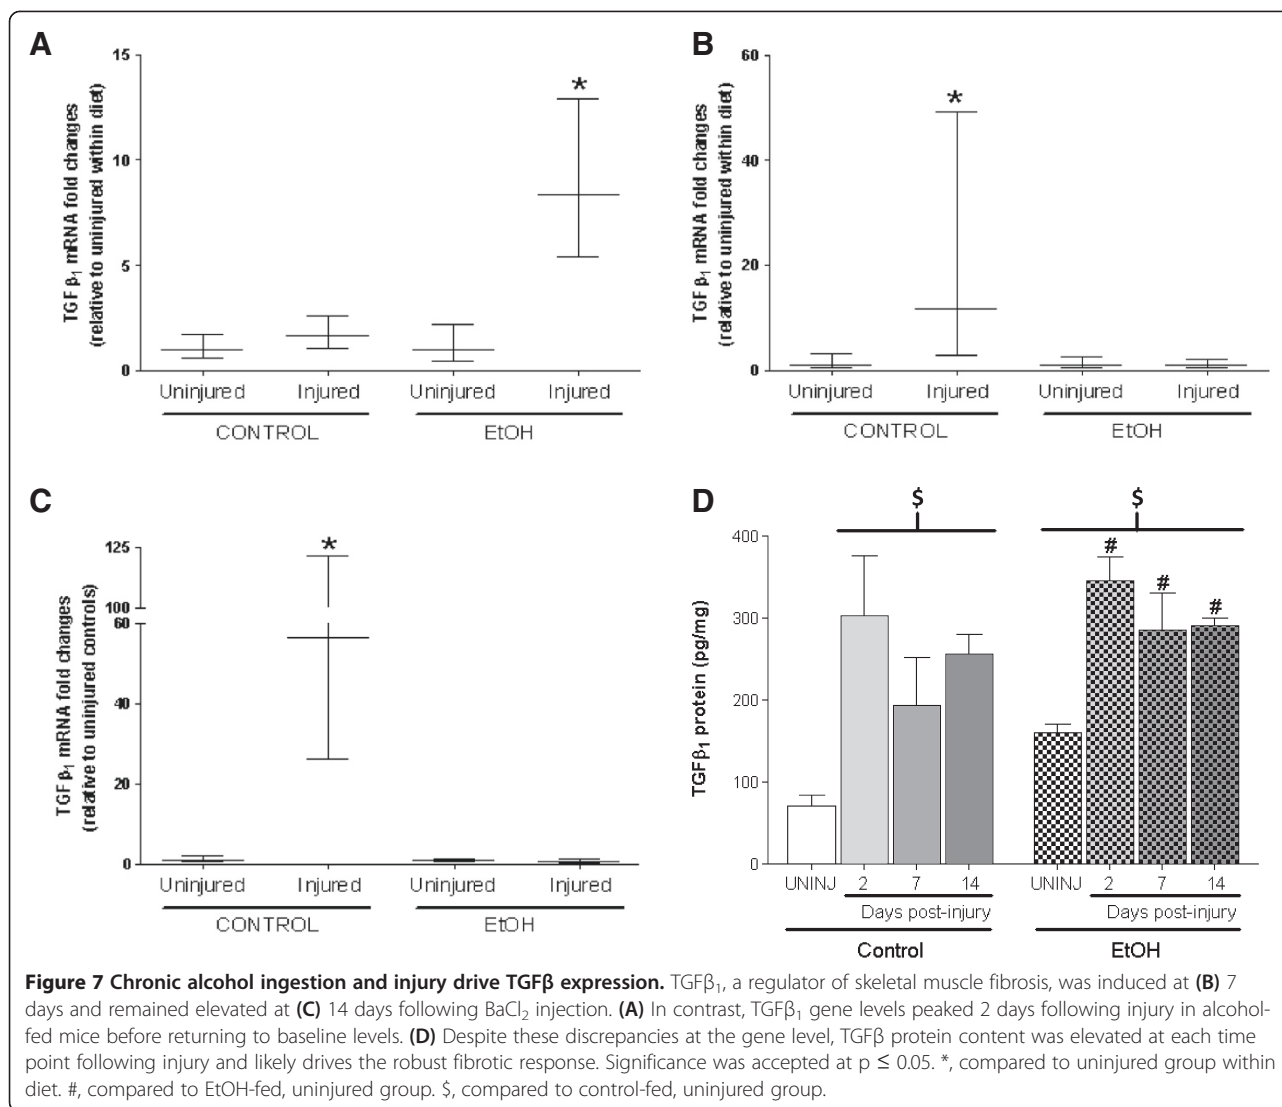 A
TGF β₁ mRNA fold changes
(relative to uninjured within diet)
15
10
5
0
*
Uninjured Injured Uninjured Injured
CONTROL EtOH
B
TGF β₁ mRNA fold changes
(relative to uninjured within diet)
60
40
20
0
*
Uninjured Injured Uninjured Injured
CONTROL EtOH
C
TGF β₁ mRNA fold changes
(relative to uninjured controls)
125
100
60
40
20
0
*
Uninjured Injured Uninjured Injured
CONTROL EtOH
D
TGFβ₁ protein (pg/mg)
400
300
200
100
0
$ $
# # #
UNINJ 2 7 14 UNINJ 2 7 14
Days post-injury Days post-injury
Control EtOH
Figure 7 Chronic alcohol ingestion and injury drive TGFβ expression. TGFβ₁, a regulator of skeletal muscle fibrosis, was induced at (B) 7
days and remained elevated at (C) 14 days following BaCl₂ injection. (A) In contrast, TGFβ₁ gene levels peaked 2 days following injury in alcohol-
fed mice before returning to baseline levels. (D) Despite these discrepancies at the gene level, TGFβ protein content was elevated at each time
point following injury and likely drives the robust fibrotic response. Significance was accepted at p ≤ 0.05. *, compared to uninjured group within
diet. #, compared to EtOH-fed, uninjured group. $, compared to control-fed, uninjured group.